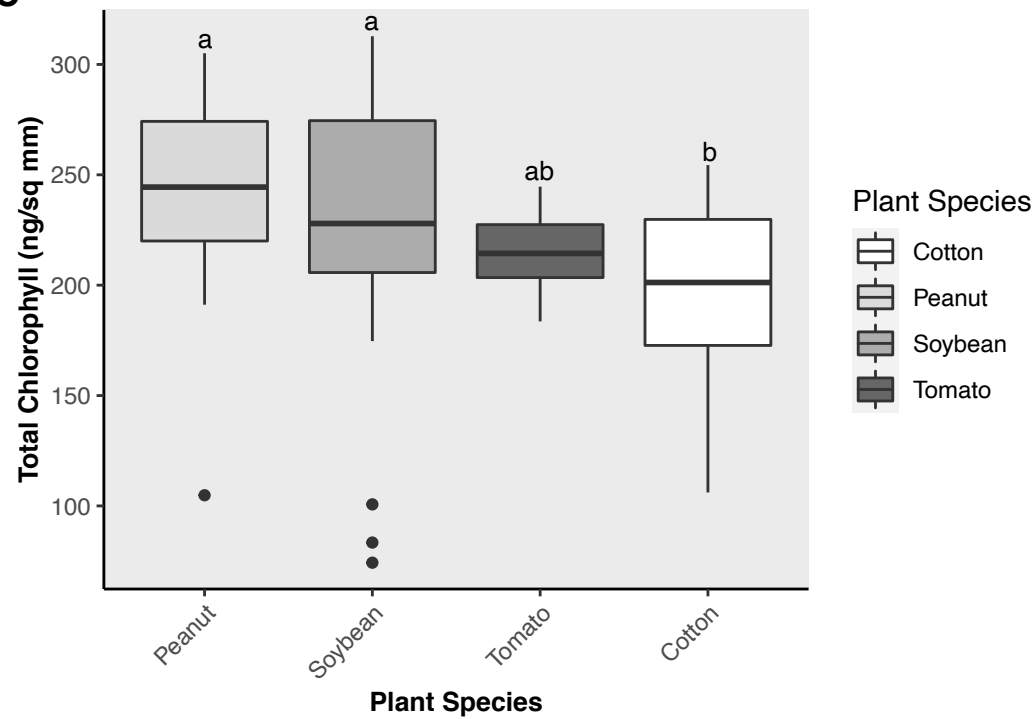 a
a
ab
b
300
250
200
150
100
Total Chlorophyll (ng/sq mm)
Peanut
Soybean
Tomato
Cotton
Plant Species
Plant Species
Cotton
Peanut
Soybean
Tomato